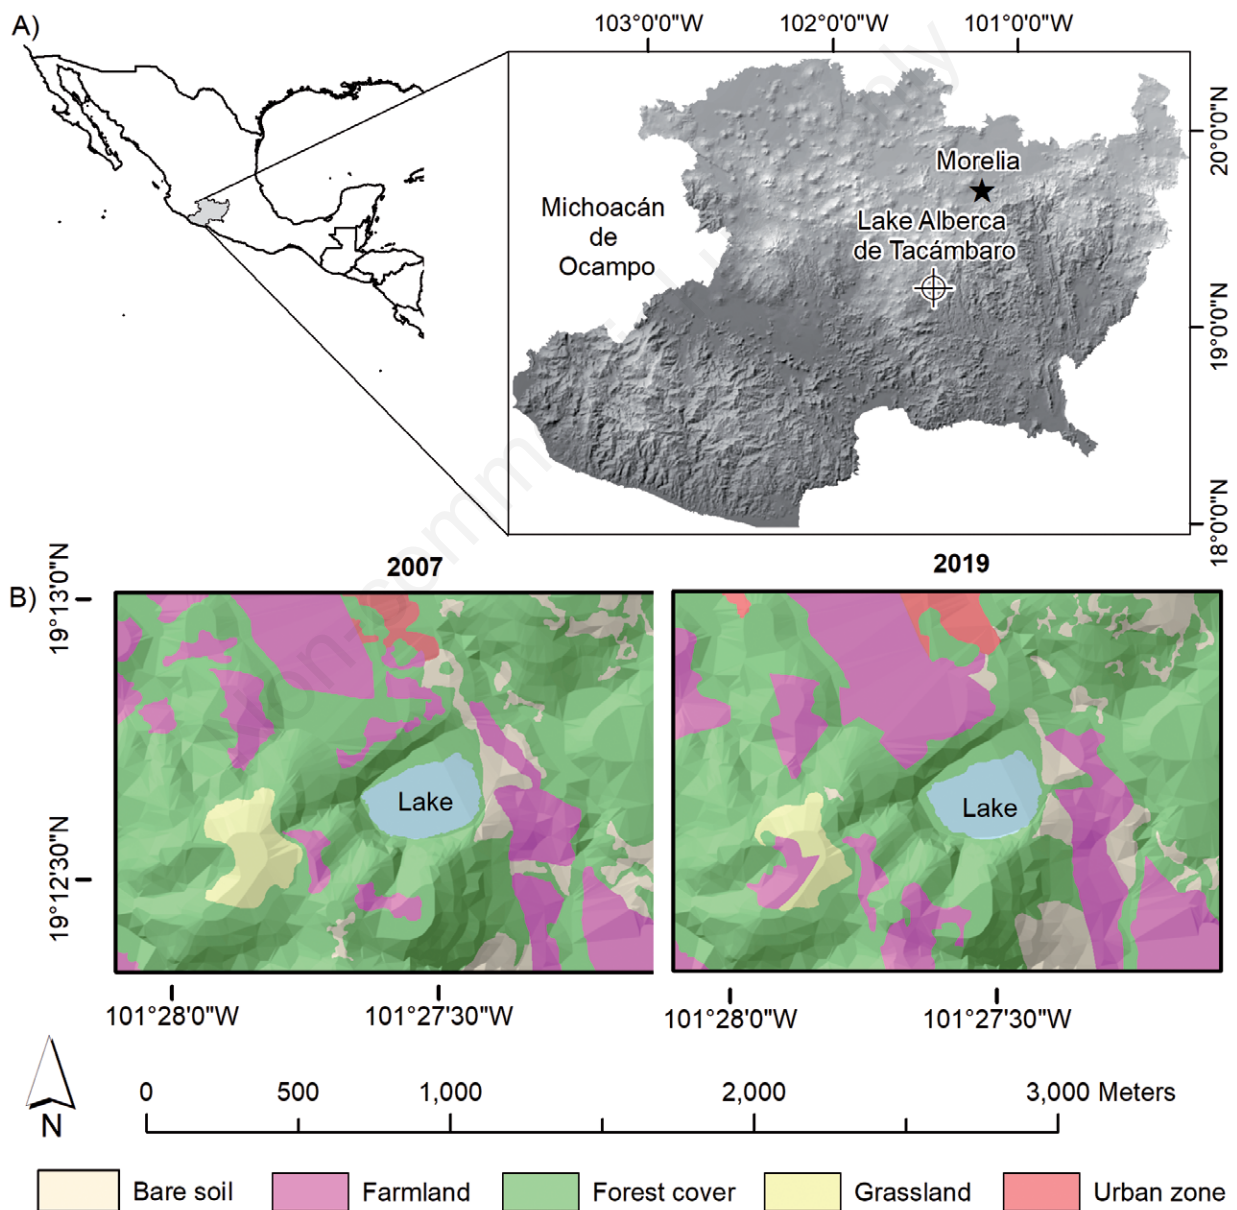 A)
103°0'0"W 102°0'0"W 101°0'0"W
20°0'0"N
19°0'0"N
18°0'0"N
Morelia
Lake Alberca
de Tacámbaro
Michoacán
de
Ocampo
2007
2019
B)
19°13'0"N
19°12'30"N
Lake
Lake
101°28'0"W 101°27'30"W
101°28'0"W 101°27'30"W
N
0 500 1,000 2,000 3,000 Meters
Bare soil Farmland Forest cover Grassland Urban zone